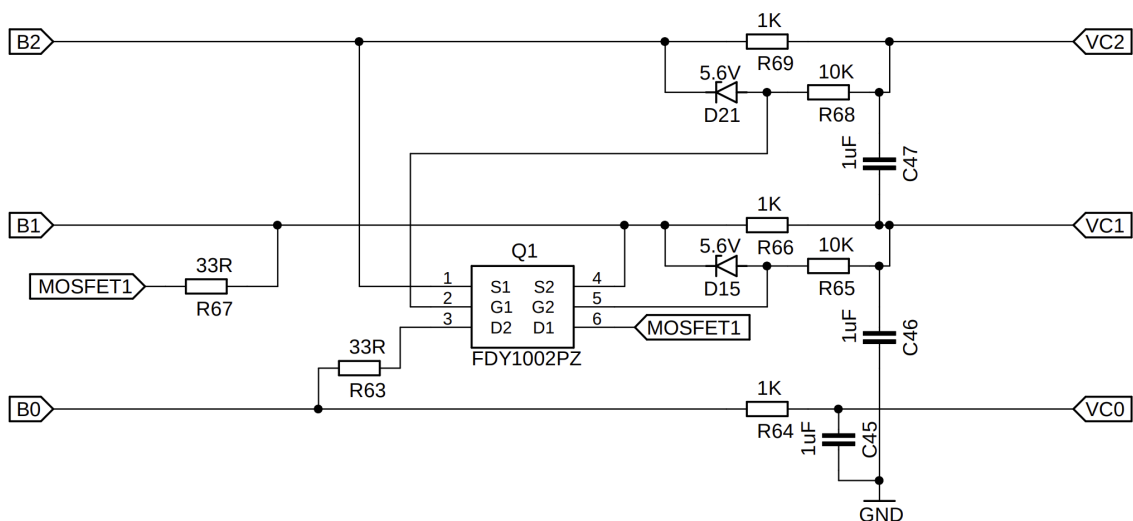 1K
B2
VC2
R69
5.6V
10K
D21
R68
1uF
C47
1K
B1
VC1
R66
5.6V
10K
Q1
33R
MOSFET1
R67
1 S1 S2 4
2 G1 G2 5
3 D2 D1 6
D15
R65
MOSFET1
1uF
C46
FDY1002PZ
33R
R63
1K
B0
VC0
R64
1uF
C45
GND